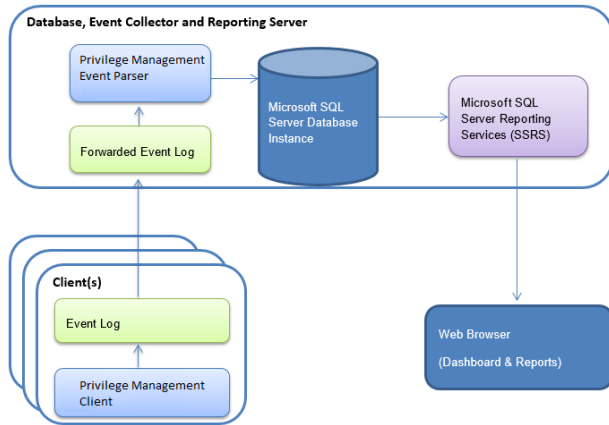 Database, Event Collector and Reporting Server
Privilege Management
Event Parser
Microsoft SQL
Server Database
Instance
Microsoft SQL
Server Reporting
Services (SSRS)
Forwarded Event Log
Client(s)
Event Log
Privilege Management
Client
Web Browser
(Dashboard & Reports)